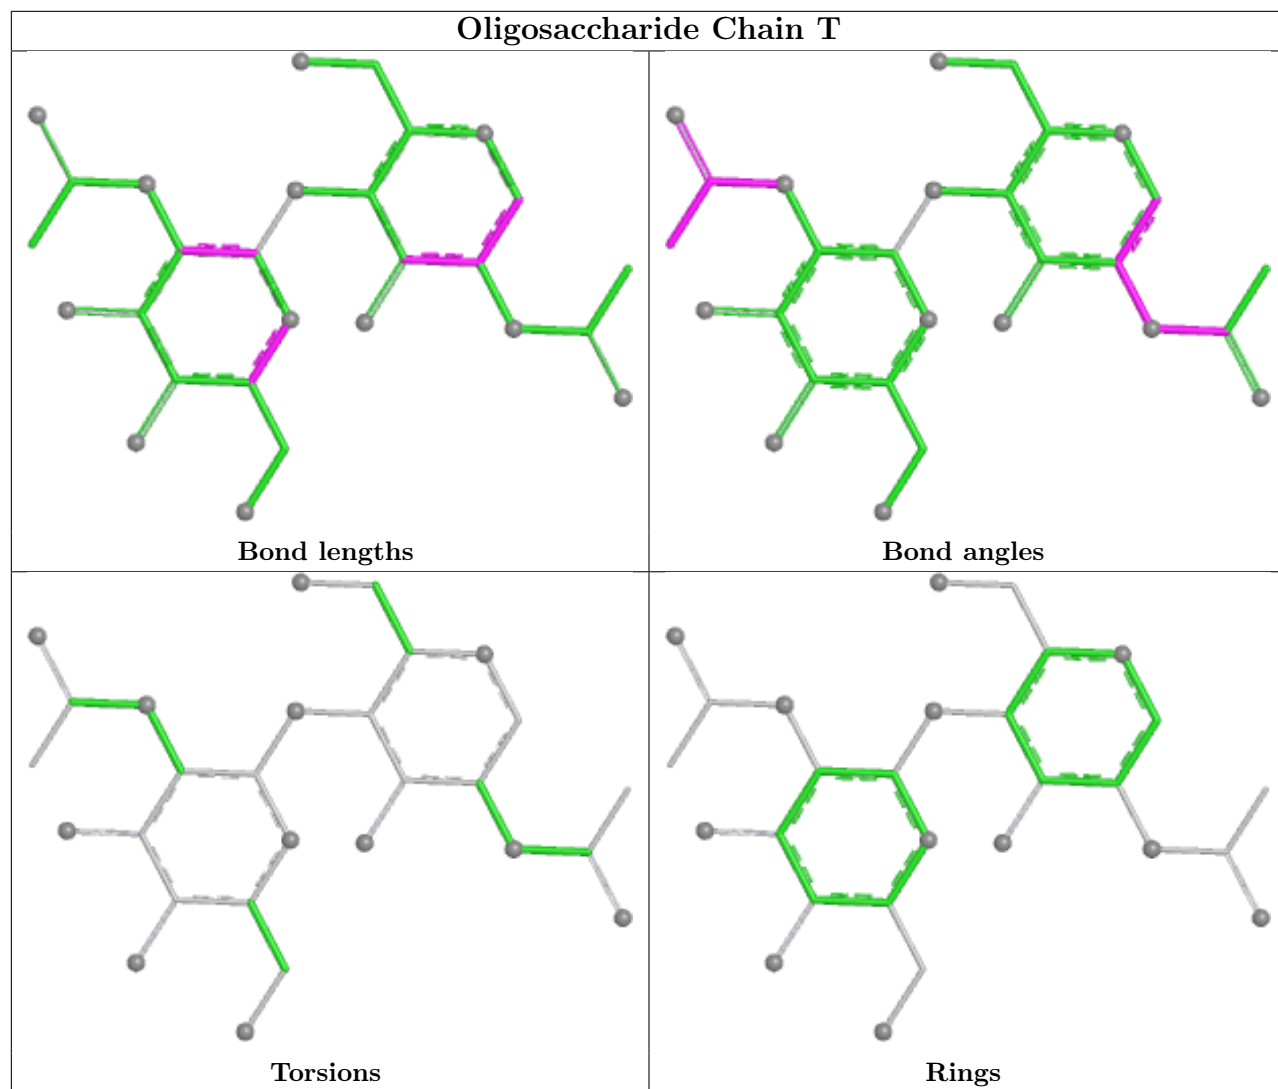 Oligosaccharide Chain T
Bond lengths
Bond angles
Torsions
Rings